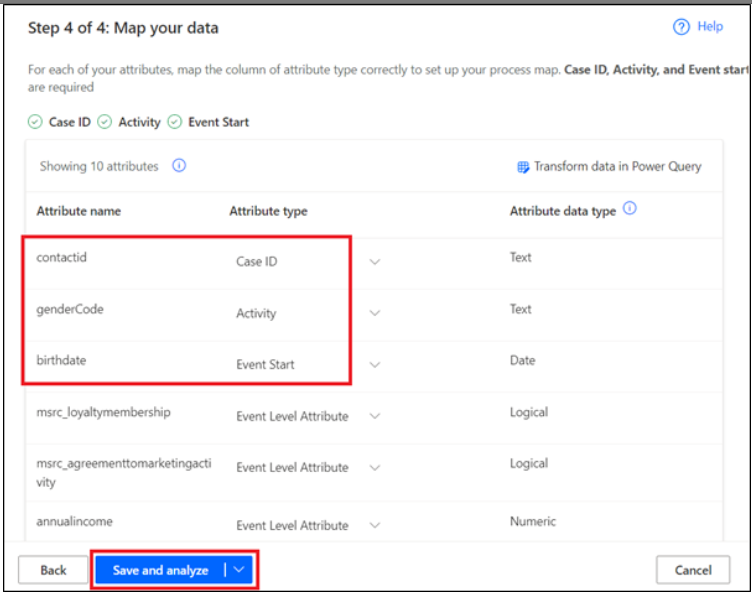 Step 4 of 4: Map your data
Help
For each of your attributes, map the column of attribute type correctly to set up your process map. Case ID, Activity, and Event start
are required
Case ID Activity Event Start
Showing 10 attributes
Transform data in Power Query
Attribute name Attribute type Attribute data type
contactid Case ID Text
genderCode Activity Text
birthdate Event Start Date
msrc_loyaltymembership Event Level Attribute Logical
msrc_agreementtomarketingacti
vity Event Level Attribute Logical
annualincome Event Level Attribute Numeric
Back Save and analyze Cancel